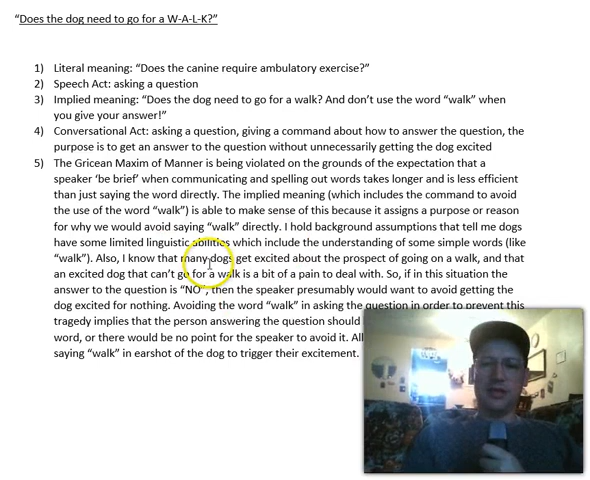 “Does the dog need to go for a W-A-L-K?”
1) Literal meaning: “Does the canine require ambulatory exercise?”
2) Speech Act: asking a question
3) Implied meaning: “Does the dog need to go for a walk? And don’t use the word “walk” when
you give your answer!”
4) Conversational Act: asking a question, giving a command about how to answer the question, the
purpose is to get an answer to the question without unnecessarily getting the dog excited
5) The Gricean Maxim of Manner is being violated on the grounds of the expectation that a
speaker ‘be brief’ when communicating and spelling out words takes longer and is less efficient
than just saying the word directly. The implied meaning (which includes the command to avoid
the use of the word “walk”) is able to make sense of this because it assigns a purpose or reason
for why we would avoid saying “walk” directly. I hold background assumptions that tell me dogs
have some limited linguistic abilities which include the understanding of some simple words (like
“walk”). Also, I know that many dogs get excited about the prospect of going on a walk, and that
an excited dog that can’t go for a walk is a bit of a pain to deal with. So, if in this situation the
answer to the question is “NO”, then the speaker presumably would want to avoid getting the
dog excited for nothing. Avoiding the word “walk” in asking the question in order to prevent this
tragedy implies that the person answering the question should
word, or there would be no point for the speaker to avoid it. All
saying “walk” in earshot of the dog to trigger their excitement.